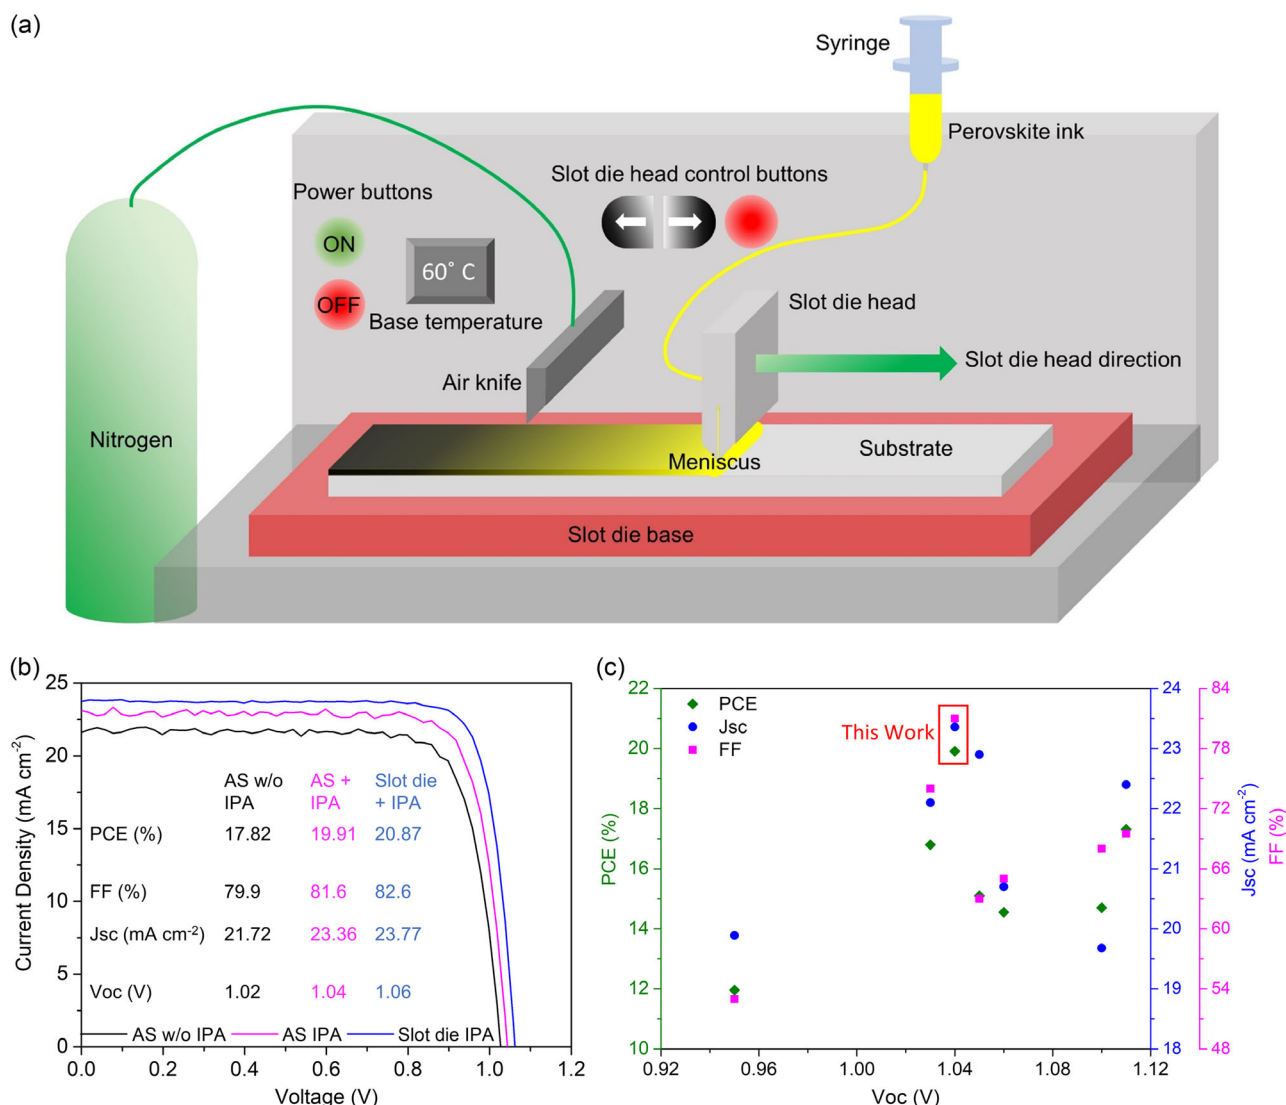 (a)
Syringe
Perovskite ink
Slot die head control buttons
Power buttons
ON
60° C
OFF
Base temperature
Slot die head
Slot die head direction
Air knife
Nitrogen
Meniscus
Substrate
Slot die base
(b)
25
20
15
10
5
0
Current Density (mA cm-2)
AS w/o IPA AS + IPA Slot die + IPA
PCE (%) 17.82 19.91 20.87
FF (%) 79.9 81.6 82.6
Jsc (mA cm-2) 21.72 23.36 23.77
Voc (V) 1.02 1.04 1.06
AS w/o IPA AS IPA Slot die IPA
0.0 0.2 0.4 0.6 0.8 1.0 1.2
Voltage (V)
(c)
22
20
18
16
14
12
10
PCE (%)
PCE
Jsc
FF
This Work
24
23
22
21
20
19
18
Jsc (mA cm-2)
84
78
72
66
60
54
48
FF (%)
0.92 0.96 1.00 1.04 1.08 1.12
Voc (V)